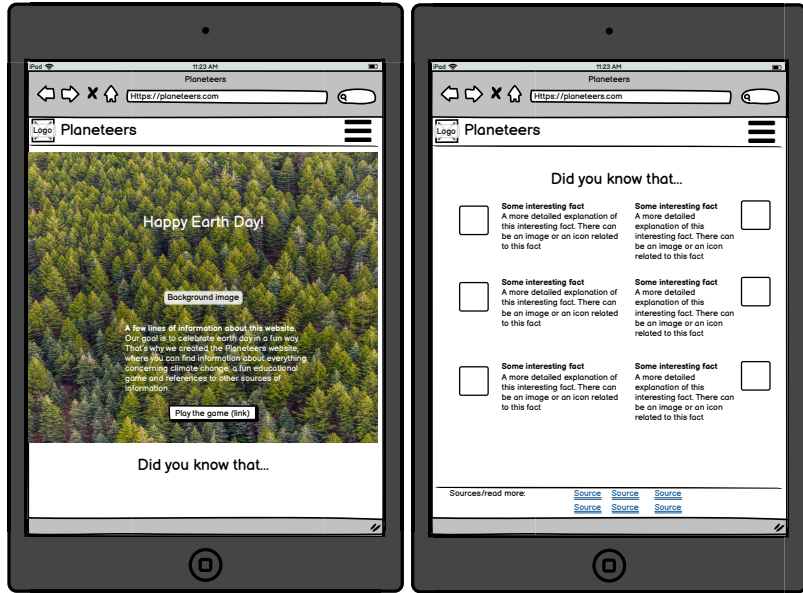 iPad
11:23 AM
Planeteers
Https://planeteers.com
Logo
Planeteers
Happy Earth Day!
Background image
A few lines of information about this website.
Our goal is to celebrate earth day in a fun way.
That's why we created the Planeteers website,
where you can find information about everything
concerning climate change, a fun educational
game and references to other sources of
information
Play the game (link)
Did you know that...
iPad
11:23 AM
Planeteers
Https://planeteers.com
Logo
Planeteers
Did you know that...
Some interesting fact
A more detailed explanation of
this interesting fact. There can
be an image or an icon related
to this fact
Some interesting fact
A more detailed
explanation of this
interesting fact. There can
be an image or an icon
related to this fact
Some interesting fact
A more detailed explanation of
this interesting fact. There can
be an image or an icon related
to this fact
Some interesting fact
A more detailed
explanation of this
interesting fact. There can
be an image or an icon
related to this fact
Some interesting fact
A more detailed explanation of
this interesting fact. There can
be an image or an icon related
to this fact
Some interesting fact
A more detailed
explanation of this
interesting fact. There can
be an image or an icon
related to this fact
Sources/read more:
Source Source Source
Source Source Source